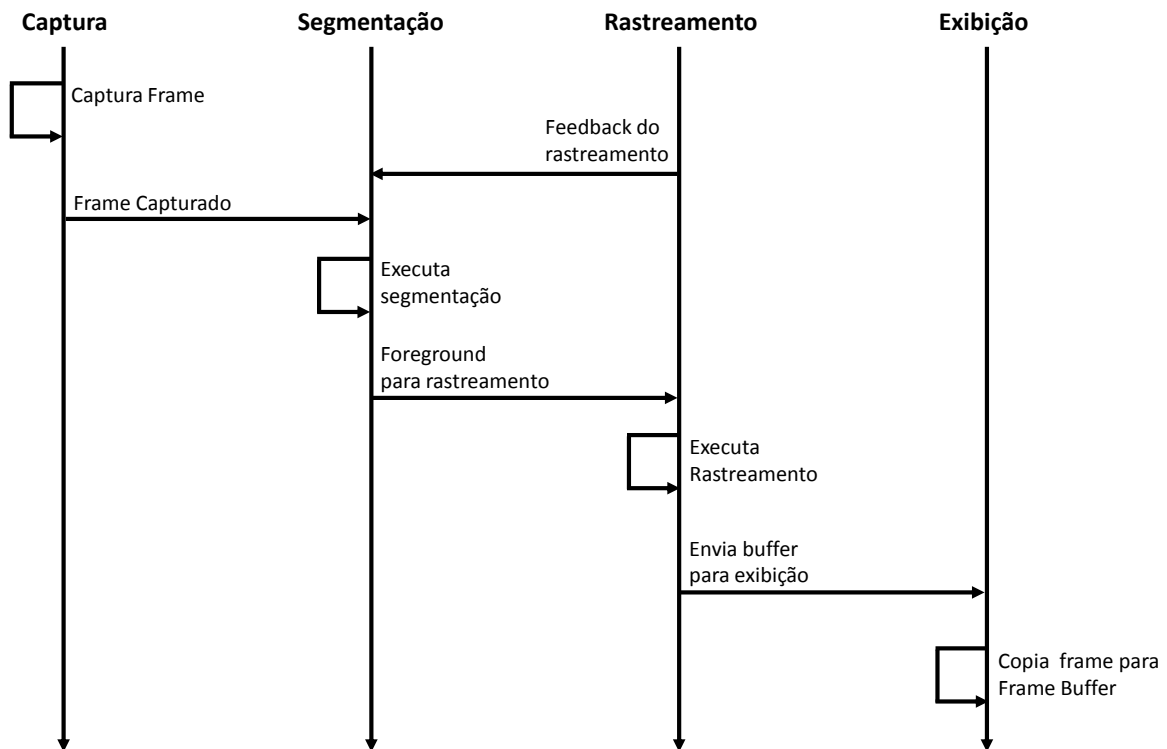 Captura
Segmentação
Rastreamento
Exibição
Captura Frame
Feedback do
rastreamento
Frame Capturado
Executa
segmentação
Foreground
para rastreamento
Executa
Rastreamento
Envia buffer
para exibição
Copia frame para
Frame Buffer